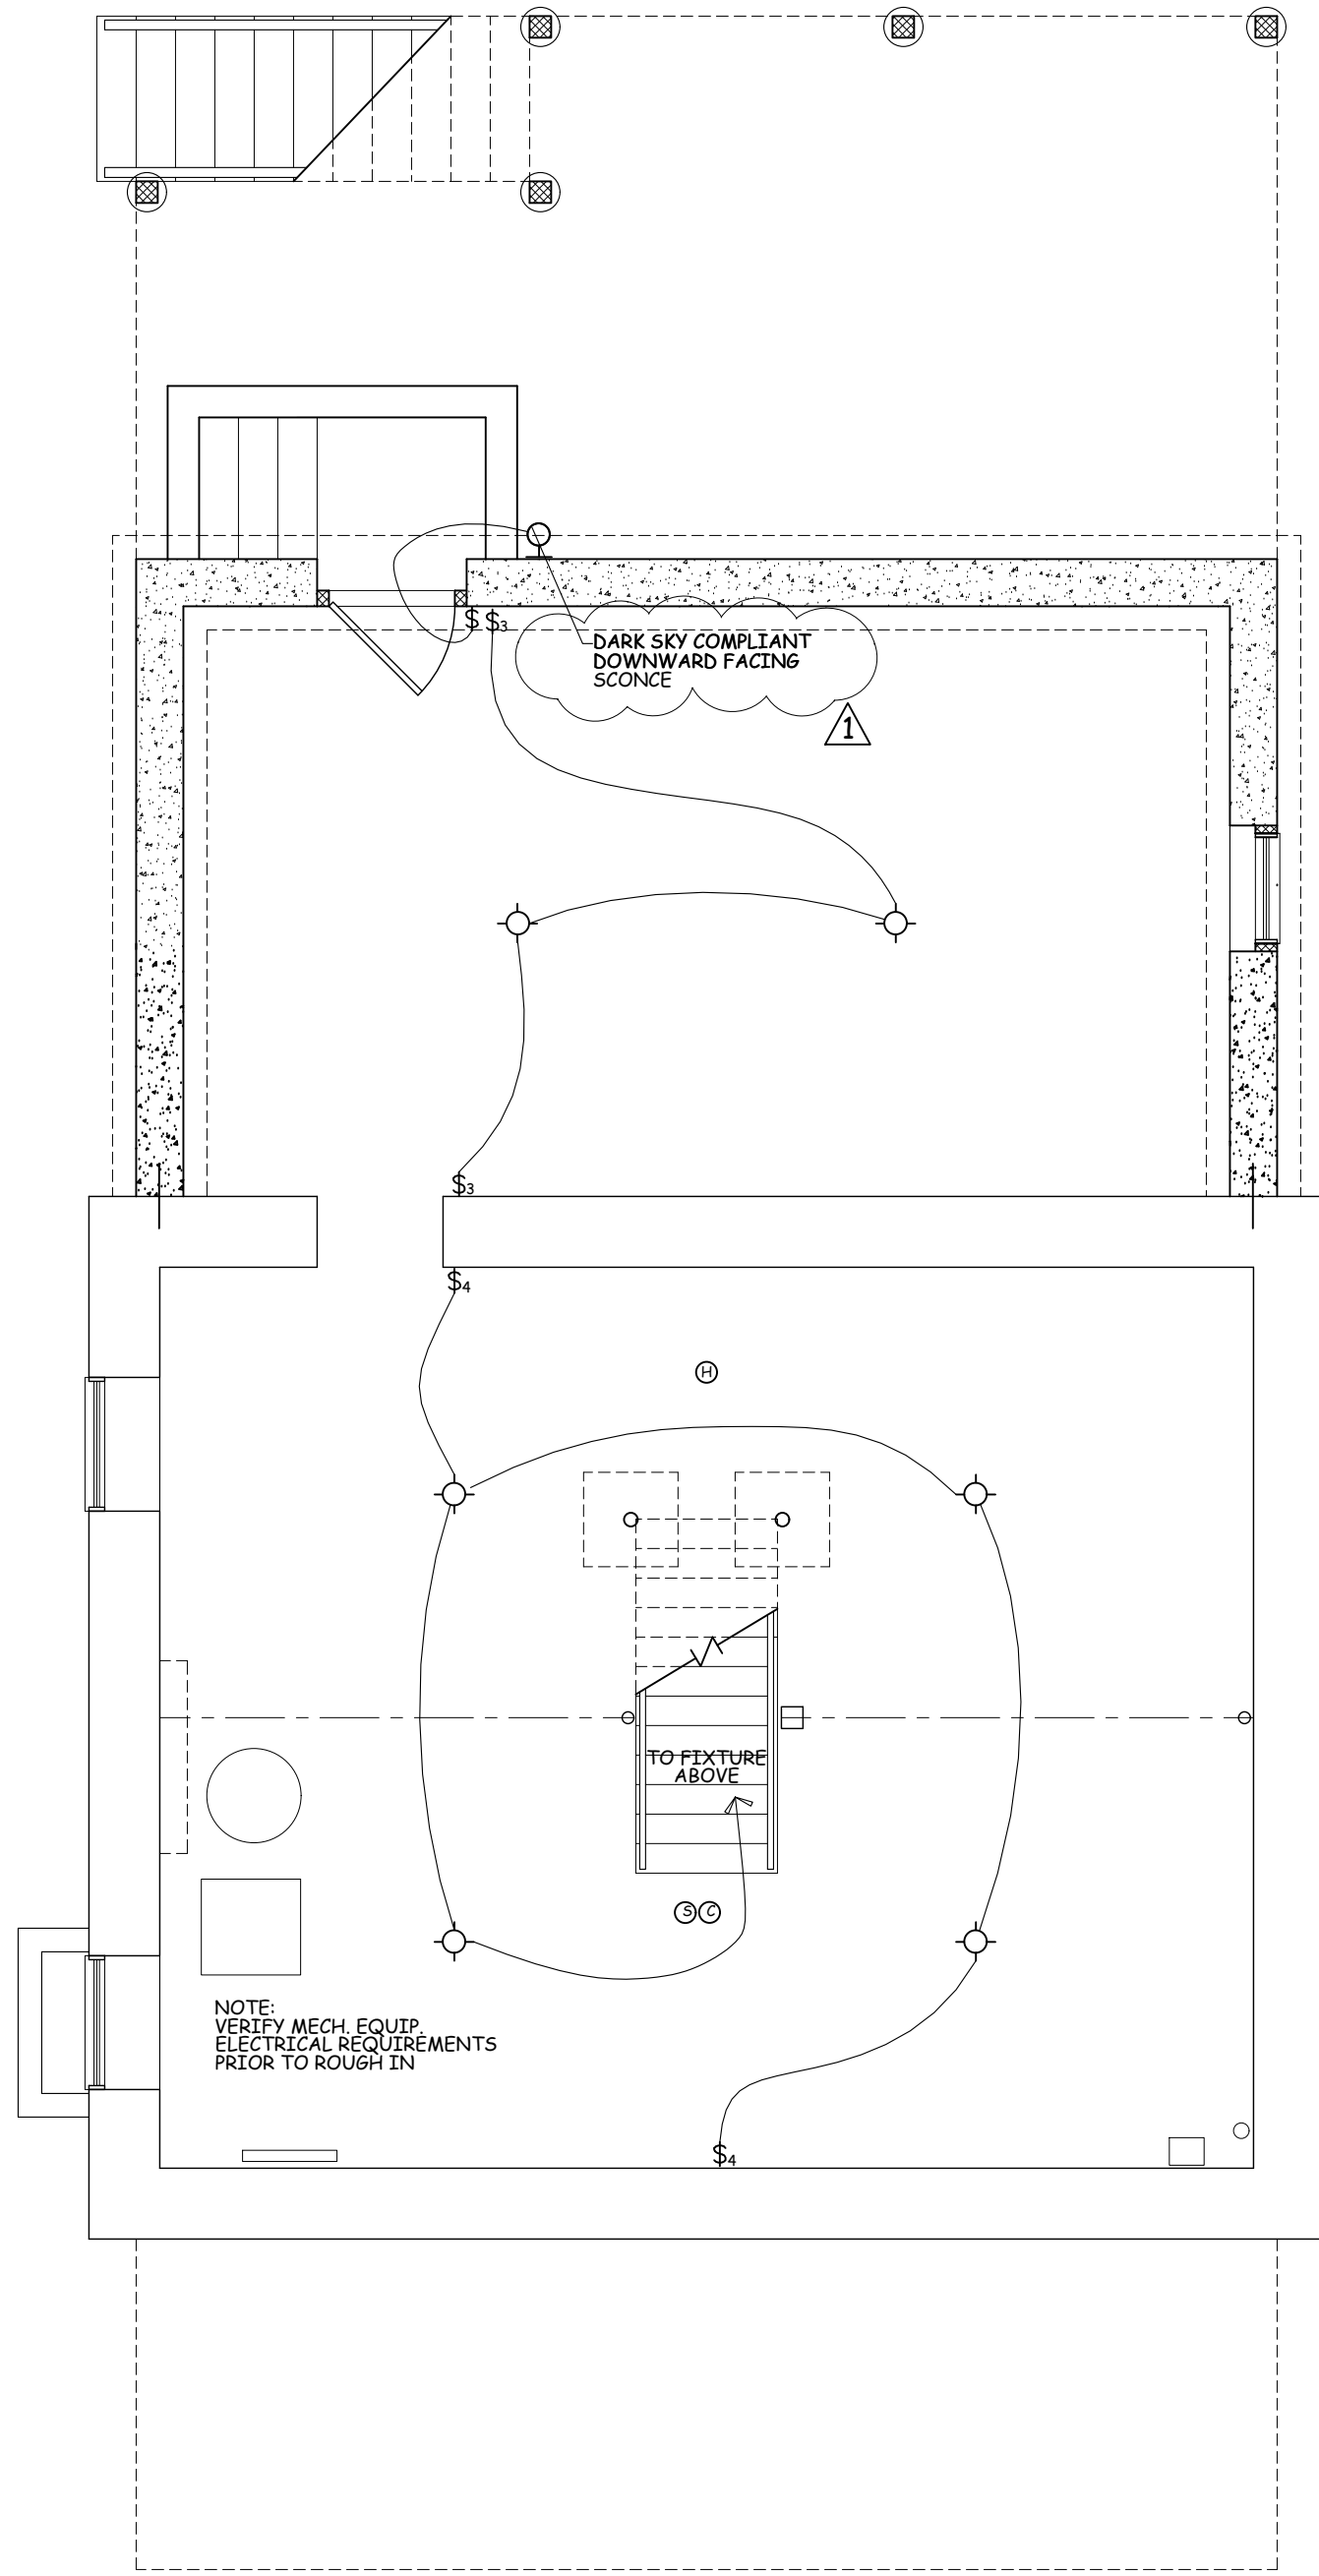 $ $3
DARK SKY COMPLIANT
DOWNWARD FACING
SCONCE
1
$3
$4
H
TO FIXTURE
ABOVE
S C
NOTE:
VERIFY MECH. EQUIP.
ELECTRICAL REQUIREMENTS
PRIOR TO ROUGH IN
$4